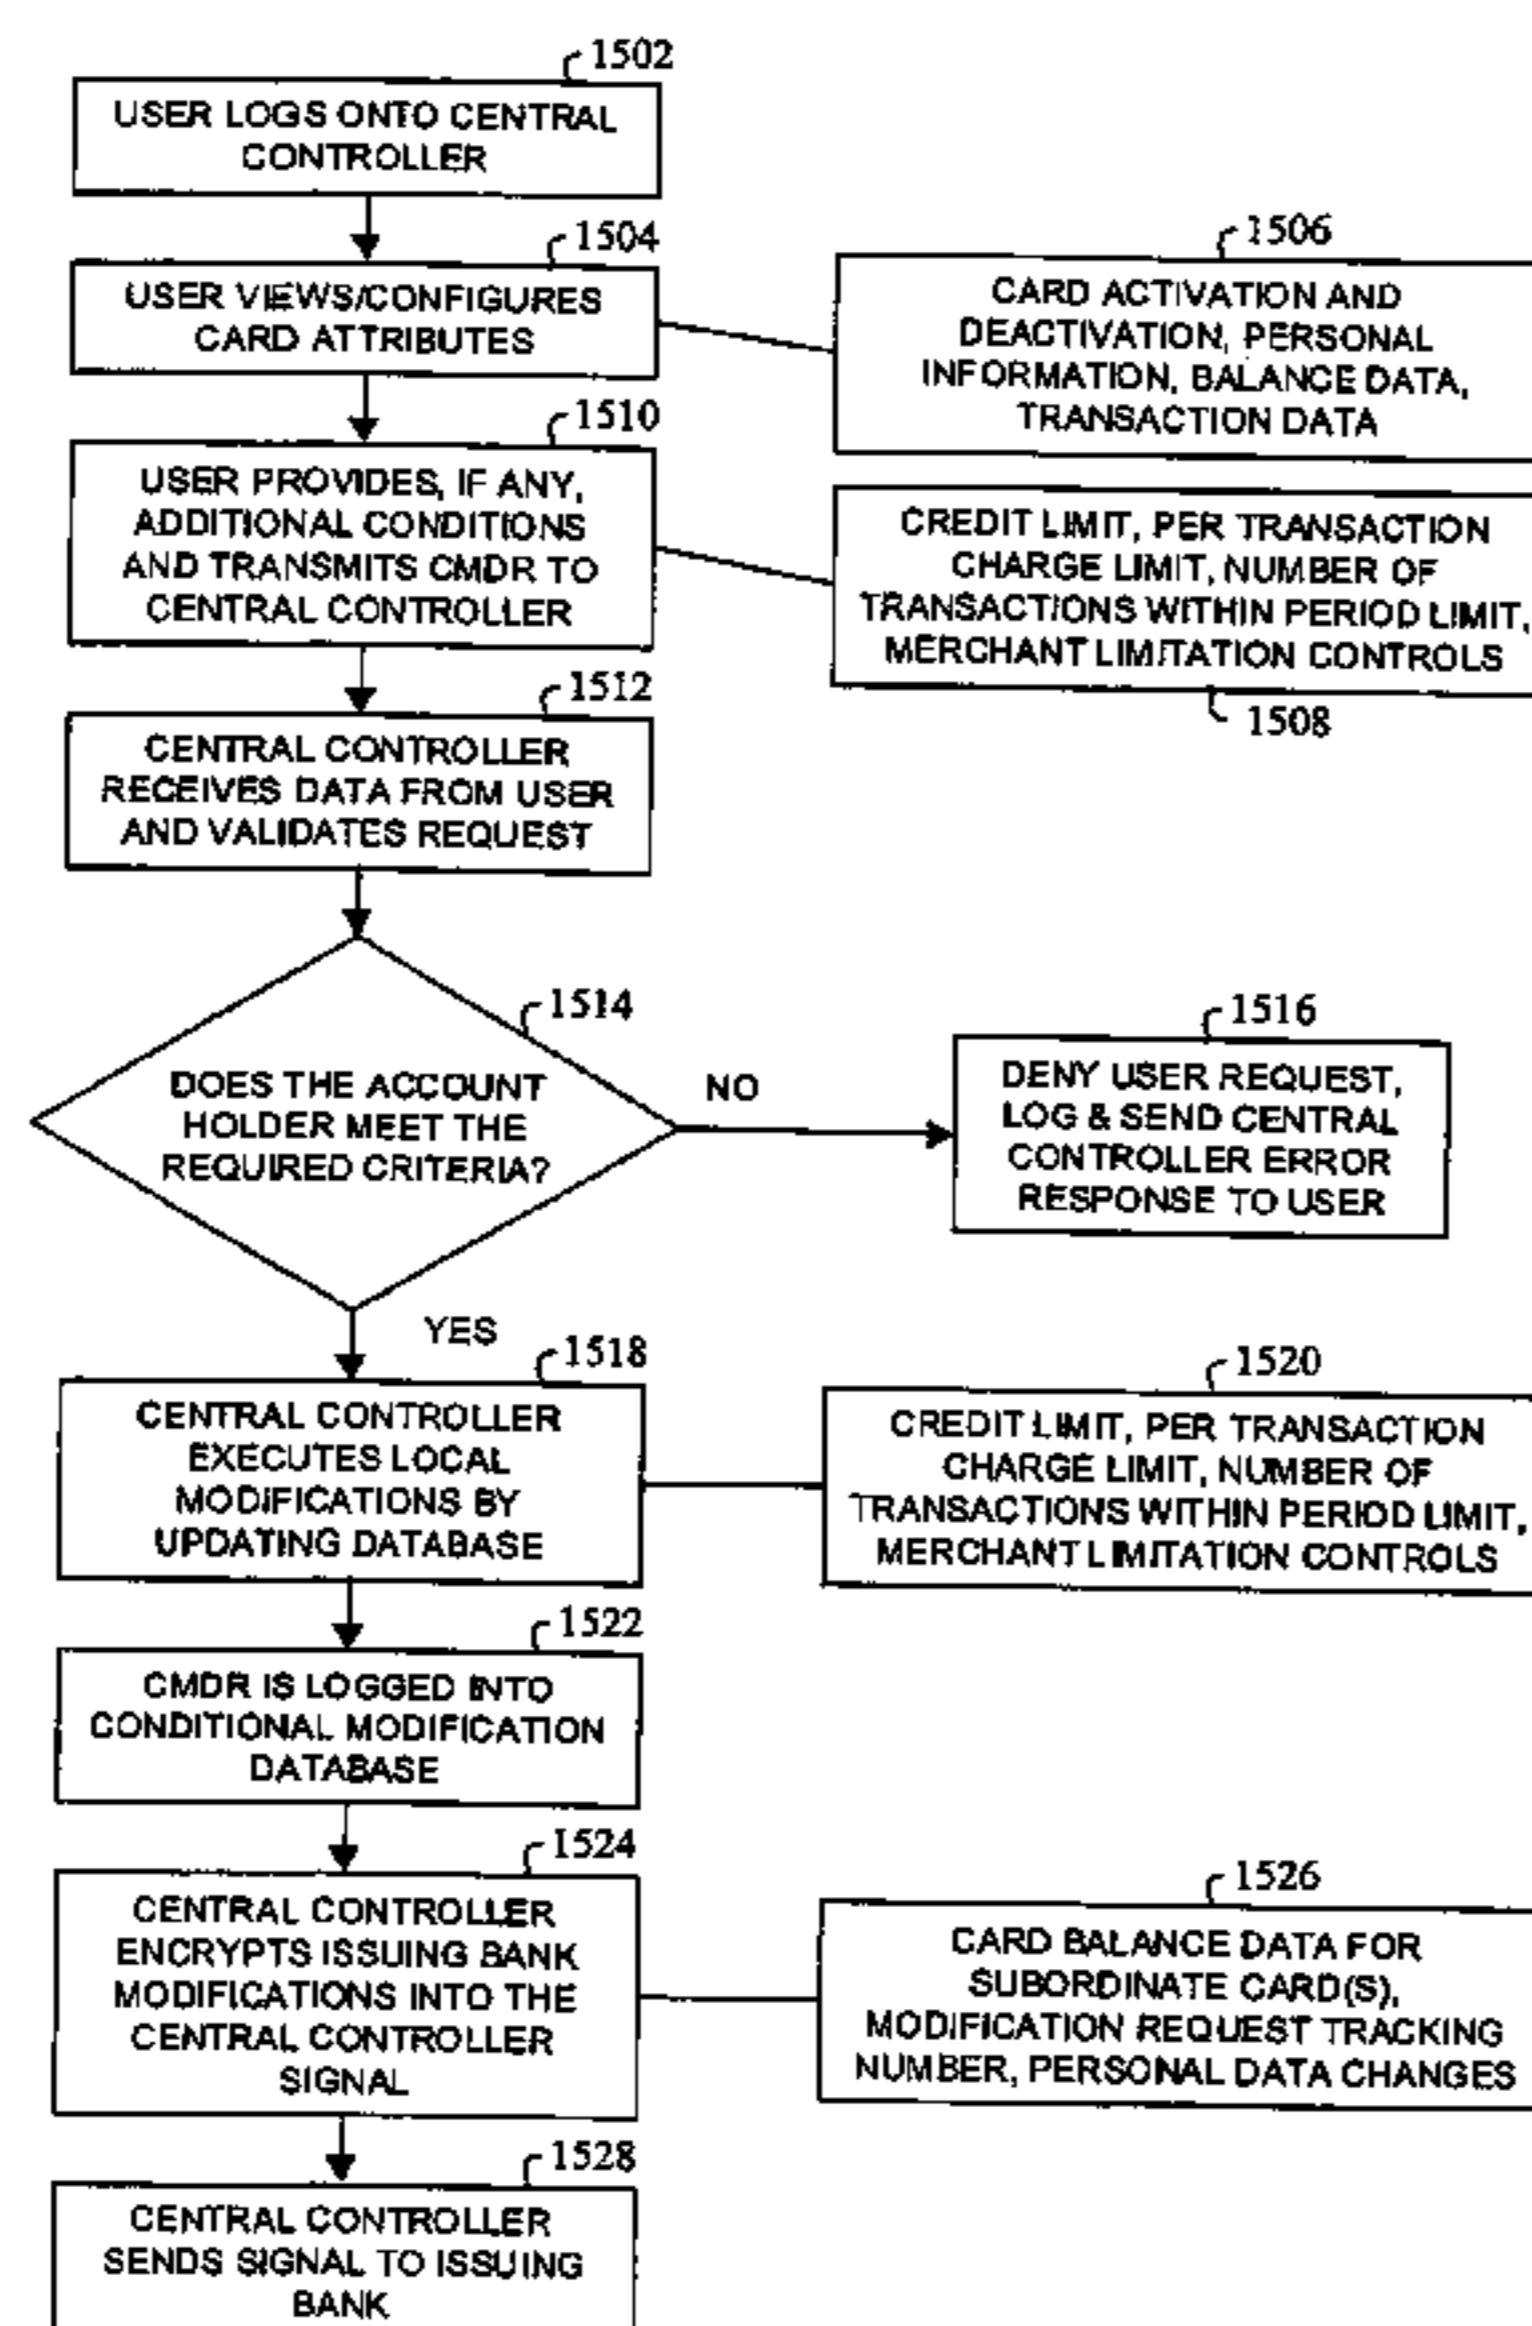 1502
USER LOGS ONTO CENTRAL
CONTROLLER
1504
USER VIEWS/CONFIGURES
CARD ATTRIBUTES
1506
CARD ACTIVATION AND
DEACTIVATION, PERSONAL
INFORMATION, BALANCE DATA,
TRANSACTION DATA
1510
USER PROVIDES, IF ANY,
ADDITIONAL CONDITIONS
AND TRANSMITS CMDR TO
CENTRAL CONTROLLER
CREDIT LIMIT, PER TRANSACTION
CHARGE LIMIT, NUMBER OF
TRANSACTIONS WITHIN PERIOD LIMIT,
MERCHANT LIMITATION CONTROLS
1508
1512
CENTRAL CONTROLLER
RECEIVES DATA FROM USER
AND VALIDATES REQUEST
1514
DOES THE ACCOUNT
HOLDER MEET THE
REQUIRED CRITERIA?
NO
1516
DENY USER REQUEST,
LOG & SEND CENTRAL
CONTROLLER ERROR
RESPONSE TO USER
YES
1518
CENTRAL CONTROLLER
EXECUTES LOCAL
MODIFICATIONS BY
UPDATING DATABASE
1520
CREDIT LIMIT, PER TRANSACTION
CHARGE LIMIT, NUMBER OF
TRANSACTIONS WITHIN PERIOD LIMIT,
MERCHANT LIMITATION CONTROLS
1522
CMDR IS LOGGED INTO
CONDITIONAL MODIFICATION
DATABASE
1524
CENTRAL CONTROLLER
ENCRYPTS ISSUING BANK
MODIFICATIONS INTO THE
CENTRAL CONTROLLER
SIGNAL
1526
CARD BALANCE DATA FOR
SUBORDINATE CARD(S),
MODIFICATION REQUEST TRACKING
NUMBER, PERSONAL DATA CHANGES
1528
CENTRAL CONTROLLER
SENDS SIGNAL TO ISSUING
BANK